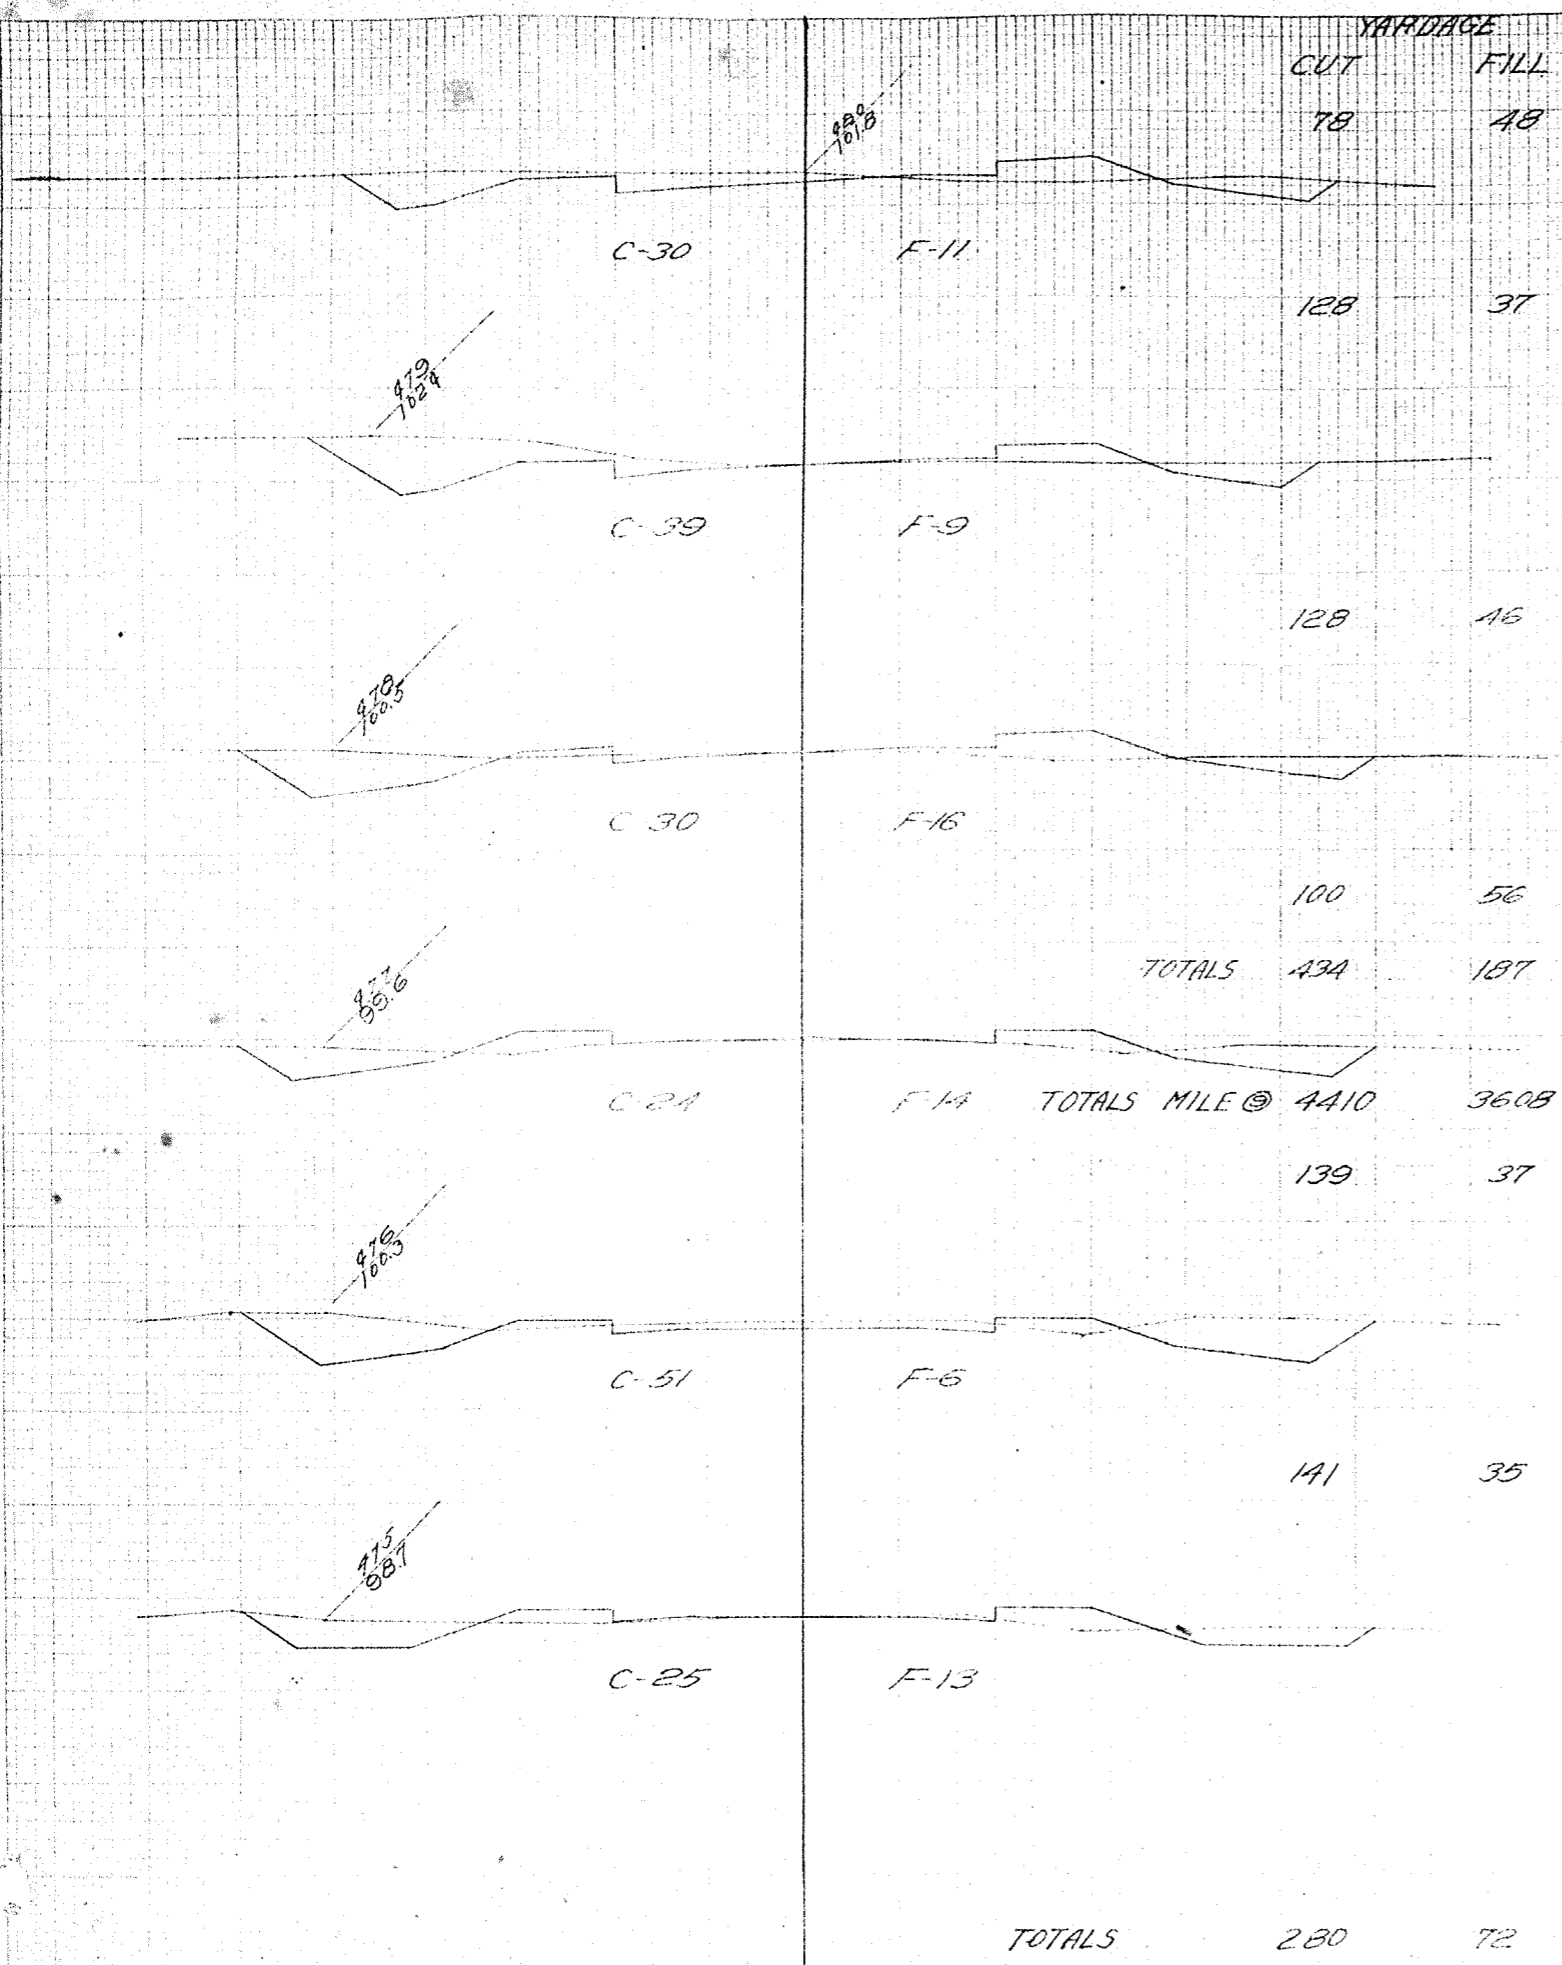 YARDAGE
CUT FILL
78 48
480
101.8
C-30 F-11
128 37
479
102.4
C-39 F-9
128 46
478
100.5
C-30 F-16
100 56
TOTALS 434 187
477
99.6
C-24 F-14 TOTALS MILE ⑨ 4410 3608
139 37
476
100.3
C-51 F-6
141 35
475
98.7
C-25 F-13
TOTALS 280 72